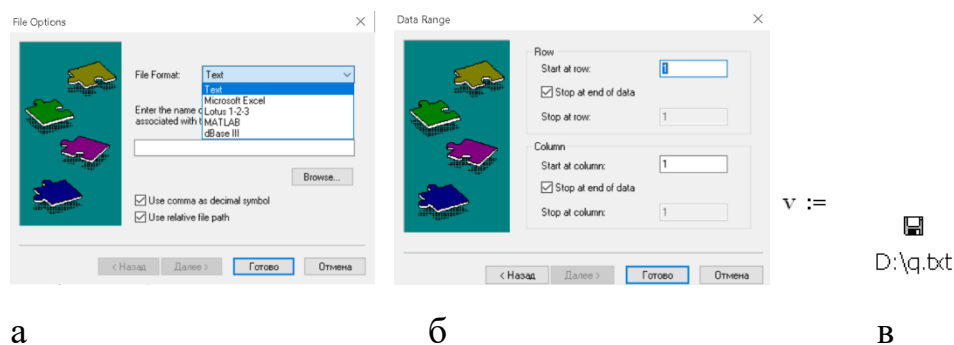 File Options
File Format:
Text
Text
Microsoft Excel
Lotus 1-2-3
MATLAB
dBase III
Enter the name
associated with
Browse...
Use comma as decimal symbol
Use relative file path
< Назад
Далее >
Готово
Отмена
а
Data Range
Row
Start at row:
1
Stop at end of data
Stop at row:
1
Column
Start at column:
1
Stop at end of data
Stop at column:
1
< Назад
Далее >
Готово
Отмена
б
v :=
D:\q.txt
в